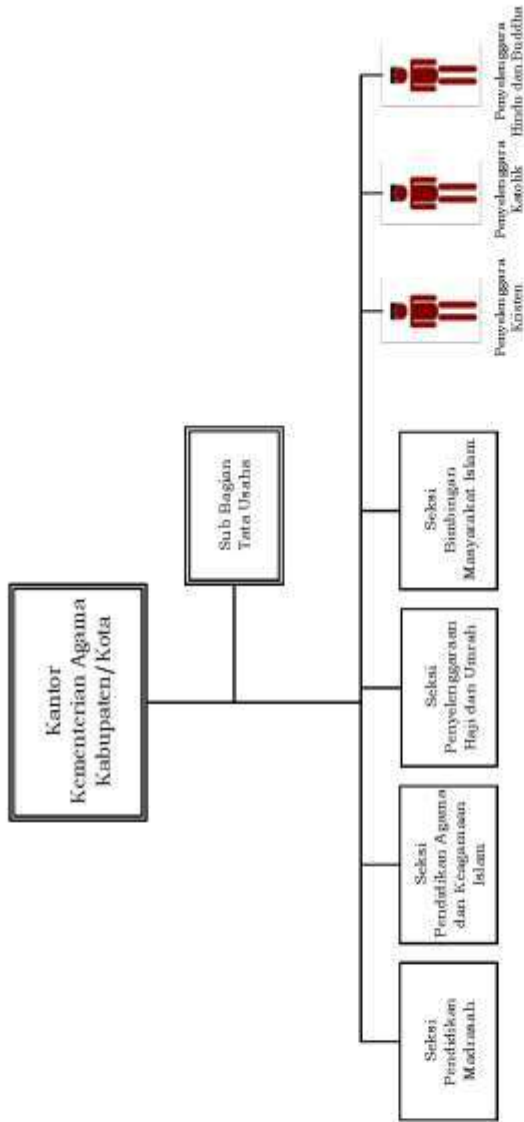 Kantor
Kementerian Agama
Kabupaten/Kota
Sub Bagian
Tata Usaha
Seksi
Pendidikan
Madrasah
Seksi
Pendidikan Agama
dan Keagamaan
Islam
Seksi
Penyelenggaraan
Haji dan Umrah
Seksi
Bimbingan
Masyarakat Islam
Penyelenggara
Kristen
Penyelenggara
Katolik
Penyelenggara
Hindu dan Buddha